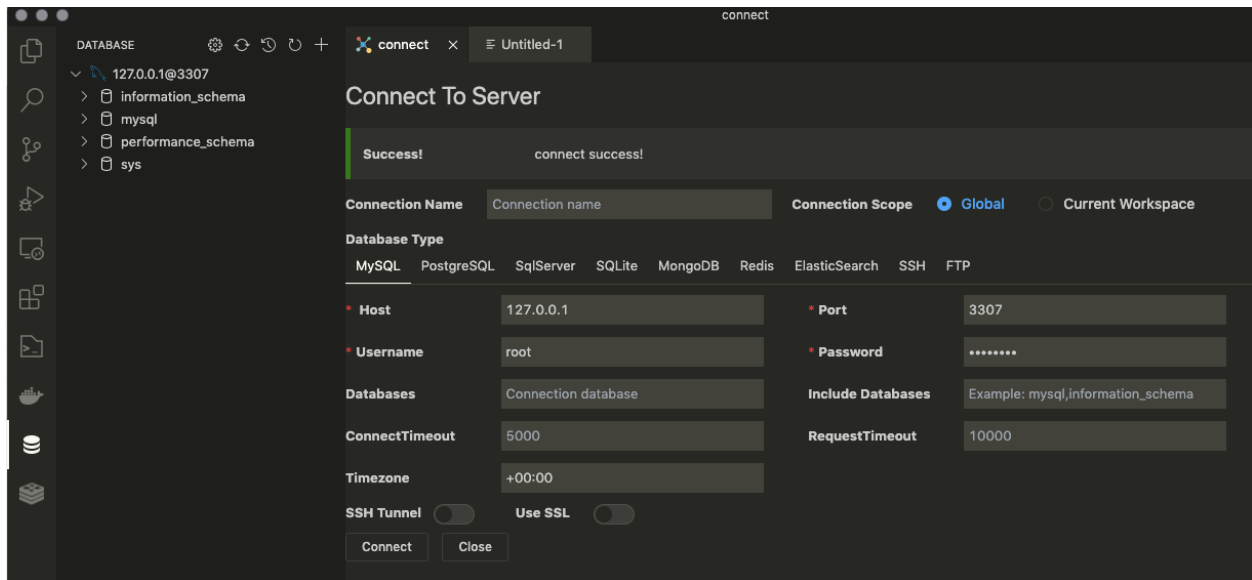 connect
DATABASE
127.0.0.1@3307
information_schema
mysql
performance_schema
sys
connect
Untitled-1
Connect To Server
Success! connect success!
Connection Name Connection name Connection Scope Global Current Workspace
Database Type
MySQL PostgreSQL SqlServer SQLite MongoDB Redis ElasticSearch SSH FTP
* Host 127.0.0.1 * Port 3307
* Username root * Password ••••••••
Databases Connection database Include Databases Example: mysql,information_schema
ConnectTimeout 5000 RequestTimeout 10000
Timezone +00:00
SSH Tunnel Use SSL
Connect Close